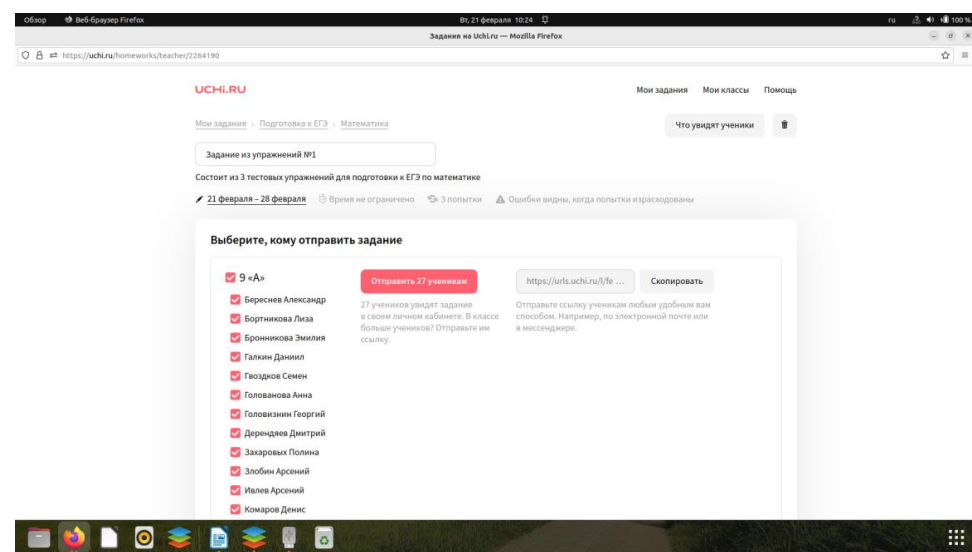 Обзор
Веб-браузер Firefox
Вт, 21 февраля 10:24
ru
100 %
Задания на Uchi.ru — Mozilla Firefox
https://uchi.ru/homeworks/teacher/2264190
UCHi.RU
Мои задания
Мои классы
Помощь
Мои задания › Подготовка к ЕГЭ › Математика
Что увидят ученики
Задание из упражнений №1
Состоит из 3 тестовых упражнений для подготовки к ЕГЭ по математике
21 февраля – 28 февраля
Время не ограничено
3 попытки
Ошибки видны, когда попытки израсходованы
Выберите, кому отправить задание
9 «А»
Береснев Александр
Бортникова Лиза
Бронникова Эмилия
Галкин Даниил
Гвоздков Семен
Голованова Анна
Головизнин Георгий
Дерендяев Дмитрий
Захаровых Полина
Злобин Арсений
Ивлев Арсений
Комаров Денис
Отправить 27 ученикам
27 учеников увидят задание
в своем личном кабинете. В классе
больше учеников? Отправьте им
ссылку.
https://urls.uchi.ru/l/fe ...
Скопировать
Отправьте ссылку ученикам любым удобным вам
способом. Например, по электронной почте или
в мессенджере.